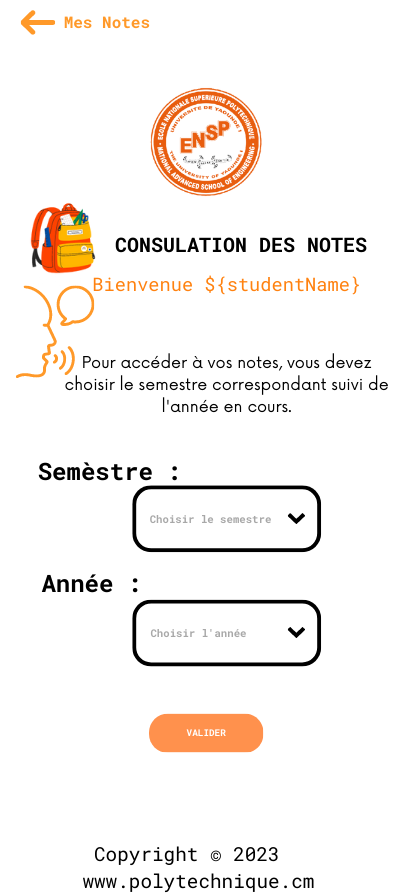 Mes Notes
ECOLE NATIONALE SUPERIEURE POLYTECHNIQUE
UNIVERSITE DE YAOUNDE I
ENSP
THE UNIVERSITY OF YAOUNDE I
NATIONAL ADVANCED SCHOOL OF ENGINEERING
CONSULATION DES NOTES
Bienvenue ${studentName}
Pour accéder à vos notes, vous devez
choisir le semestre correspondant suivi de
l'année en cours.
Semèstre :
Choisir le semestre
Année :
Choisir l'année
VALIDER
Copyright © 2023
www.polytechnique.cm